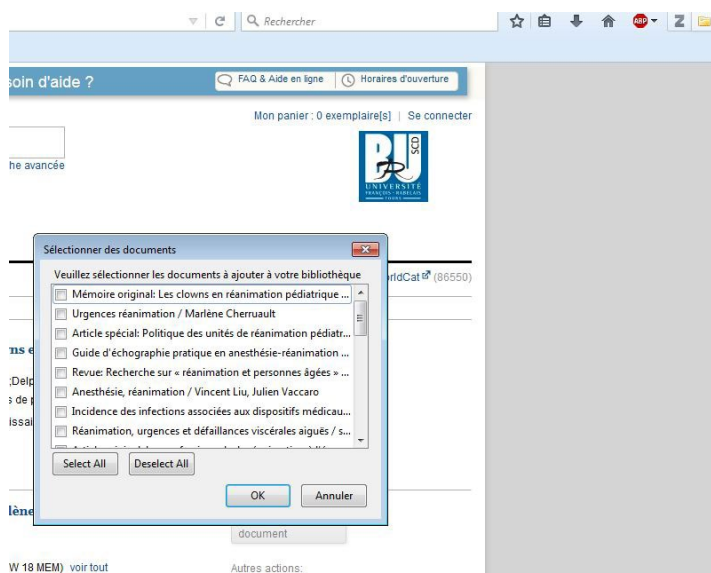 Rechercher
ABP
Z
soin d'aide ?
FAQ & Aide en ligne
Horaires d'ouverture
Mon panier : 0 exemplaire[s] | Se connecter
he avancée
BU
SCD
UNIVERSITÉ
FRANÇOIS - RABELAIS
TOURS
Sélectionner des documents
Veuillez sélectionner les documents à ajouter à votre bibliothèque
rldCat (86550)
Mémoire original: Les clowns en réanimation pédiatrique ...
Urgences réanimation / Marlène Cherruault
Article spécial: Politique des unités de réanimation pédiatr...
Guide d'échographie pratique en anesthésie-réanimation ...
ns e
Revue: Recherche sur « réanimation et personnes âgées » ...
;Delp
Anesthésie, réanimation / Vincent Liu, Julien Vaccaro
s de p
Incidence des infections associées aux dispositifs médicau...
issai
Réanimation, urgences et défaillances viscérales aiguës / s...
Select All
Deselect All
OK
Annuler
lène
document
W 18 MEM) voir tout
Autres actions: